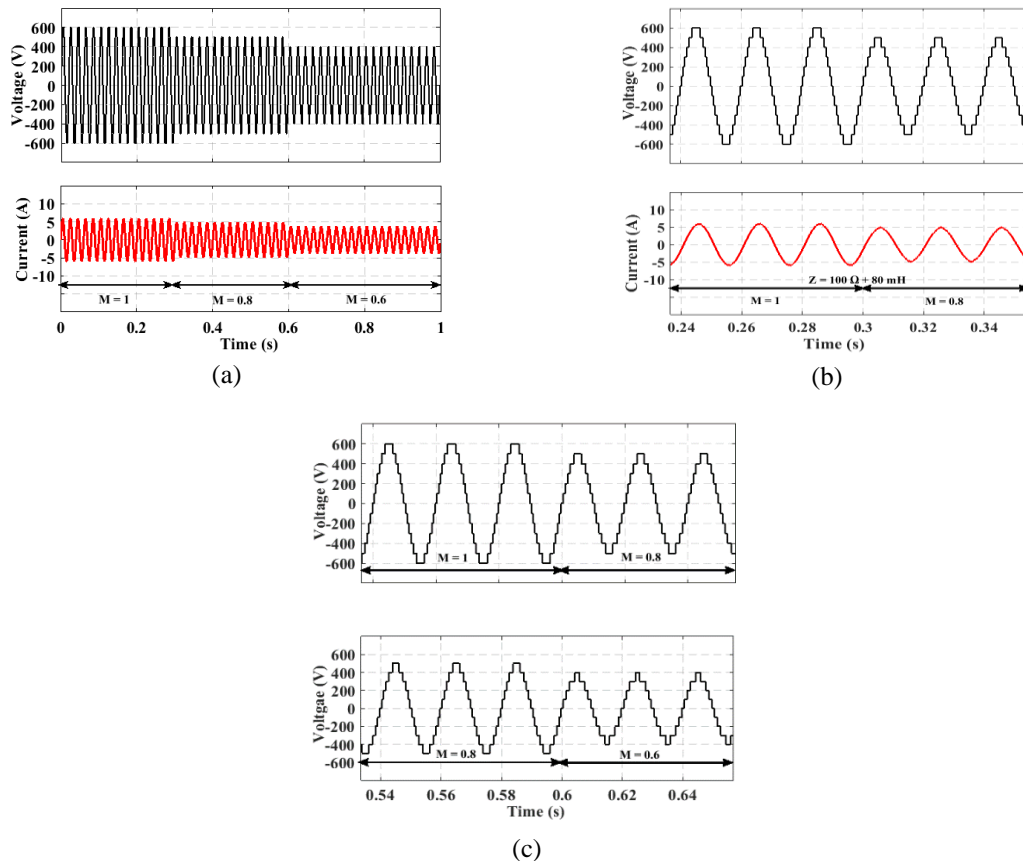 600
400
200
0
-200
-400
-600
Voltage (V)
10
5
0
-5
-10
Current (A)
M = 1
M = 0.8
M = 0.6
0
0.2
0.4
0.6
0.8
1
Time (s)
(a)
600
400
200
0
-200
-400
-600
Voltage (V)
10
5
0
-5
-10
Current (A)
Z = 100 Ω + 80 mH
M = 1
M = 0.8
0.24
0.26
0.28
0.3
0.32
0.34
Time (s)
(b)
600
400
200
0
-200
-400
-600
Voltage (V)
M = 1
M = 0.8
600
400
200
0
-200
-400
-600
Voltgae (V)
M = 0.8
M = 0.6
0.54
0.56
0.58
0.6
0.62
0.64
Time (s)
(c)